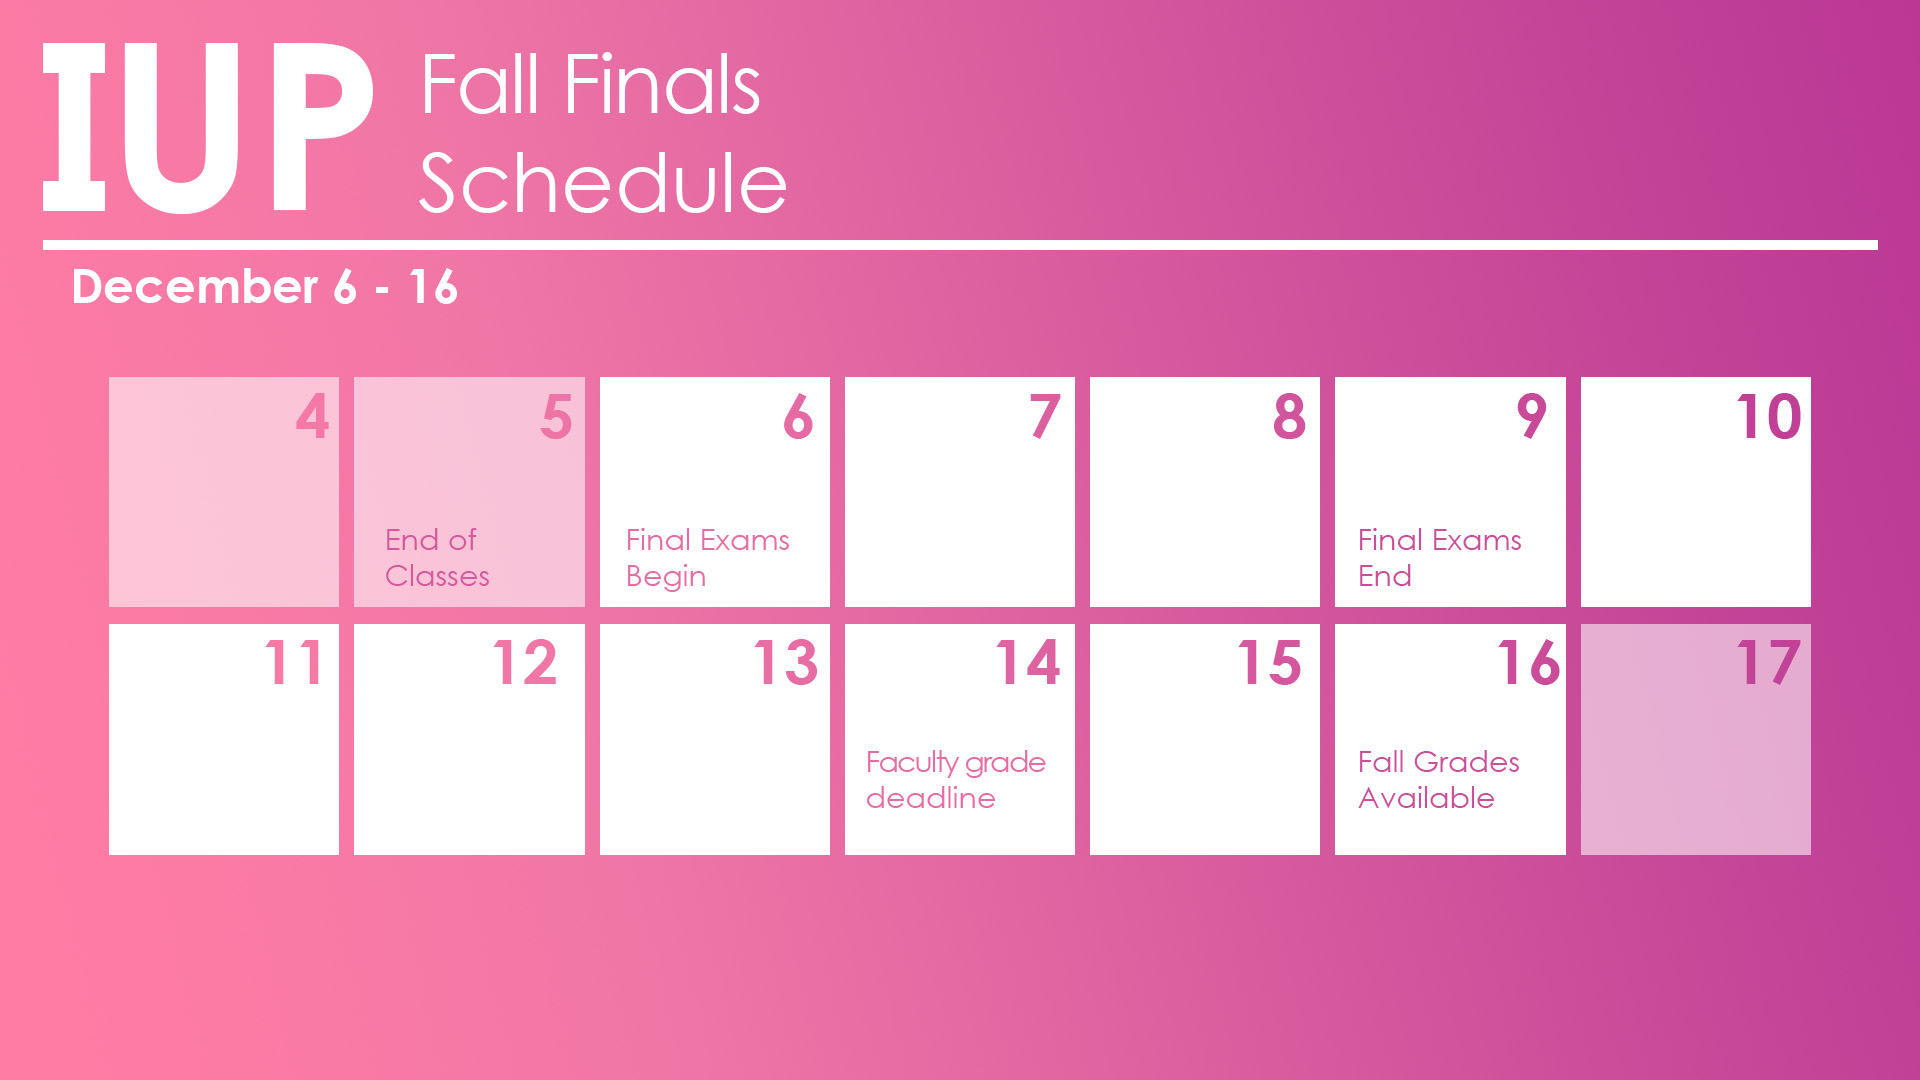 IUP
Fall Finals
Schedule
December 6 - 16
4
5
End of
Classes
6
Final Exams
Begin
7
8
9
Final Exams
End
10
11
12
13
14
Faculty grade
deadline
15
16
Fall Grades
Available
17